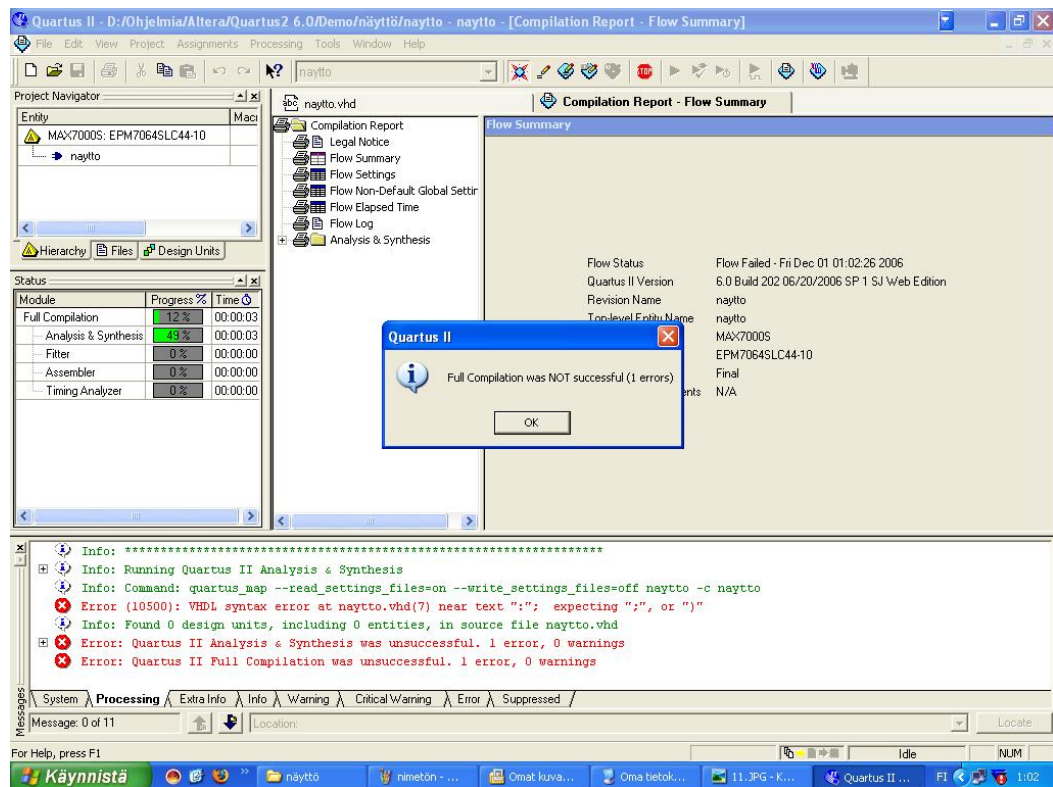 Quartus II - D:/Ohjelmia/Altera/Quartus2 6.0/Demo/näyttö/naytto - naytto - [Compilation Report - Flow Summary]
File Edit View Project Assignments Processing Tools Window Help
naytto
STOP
Project Navigator
Entity Mac
MAX7000S: EPM7064SLC44-10
naytto
Hierarchy Files Design Units
Status
Module Progress % Time
Full Compilation 12 % 00:00:03
Analysis & Synthesis 49 % 00:00:03
Fitter 0 % 00:00:00
Assembler 0 % 00:00:00
Timing Analyzer 0 % 00:00:00
abc naytto.vhd
Compilation Report - Flow Summary
Compilation Report
Legal Notice
Flow Summary
Flow Settings
Flow Non-Default Global Settin
Flow Elapsed Time
Flow Log
Analysis & Synthesis
Flow Summary
Flow Status Flow Failed - Fri Dec 01 01:02:26 2006
Quartus II Version 6.0 Build 202 06/20/2006 SP 1 SJ Web Edition
Revision Name naytto
Top-level Entity Name naytto
MAX7000S
EPM7064SLC44-10
Final
ents N/A
Quartus II
Full Compilation was NOT successful (1 errors)
OK
Info: *******************************************************************
Info: Running Quartus II Analysis & Synthesis
Info: Command: quartus_map --read_settings_files=on --write_settings_files=off naytto -c naytto
Error (10500): VHDL syntax error at naytto.vhd(7) near text ":";  expecting ";", or ")"
Info: Found 0 design units, including 0 entities, in source file naytto.vhd
Error: Quartus II Analysis & Synthesis was unsuccessful. 1 error, 0 warnings
Error: Quartus II Full Compilation was unsuccessful. 1 error, 0 warnings
Messages
System Processing Extra Info Info Warning Critical Warning Error Suppressed
Message: 0 of 11 Location: Locate
For Help, press F1 Idle NUM
Käynnistä näyttö nimetön - ... Omat kuva... Oma tietok... 11.JPG - K... Quartus II ... FI 1:02